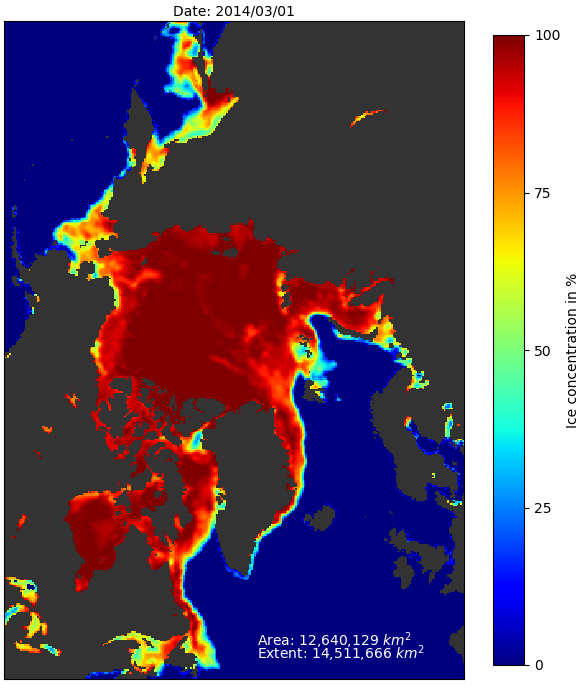 Date: 2014/03/01
100
75
50
25
0
Ice concentration in %
Area: 12,640,129 km²
Extent: 14,511,666 km²